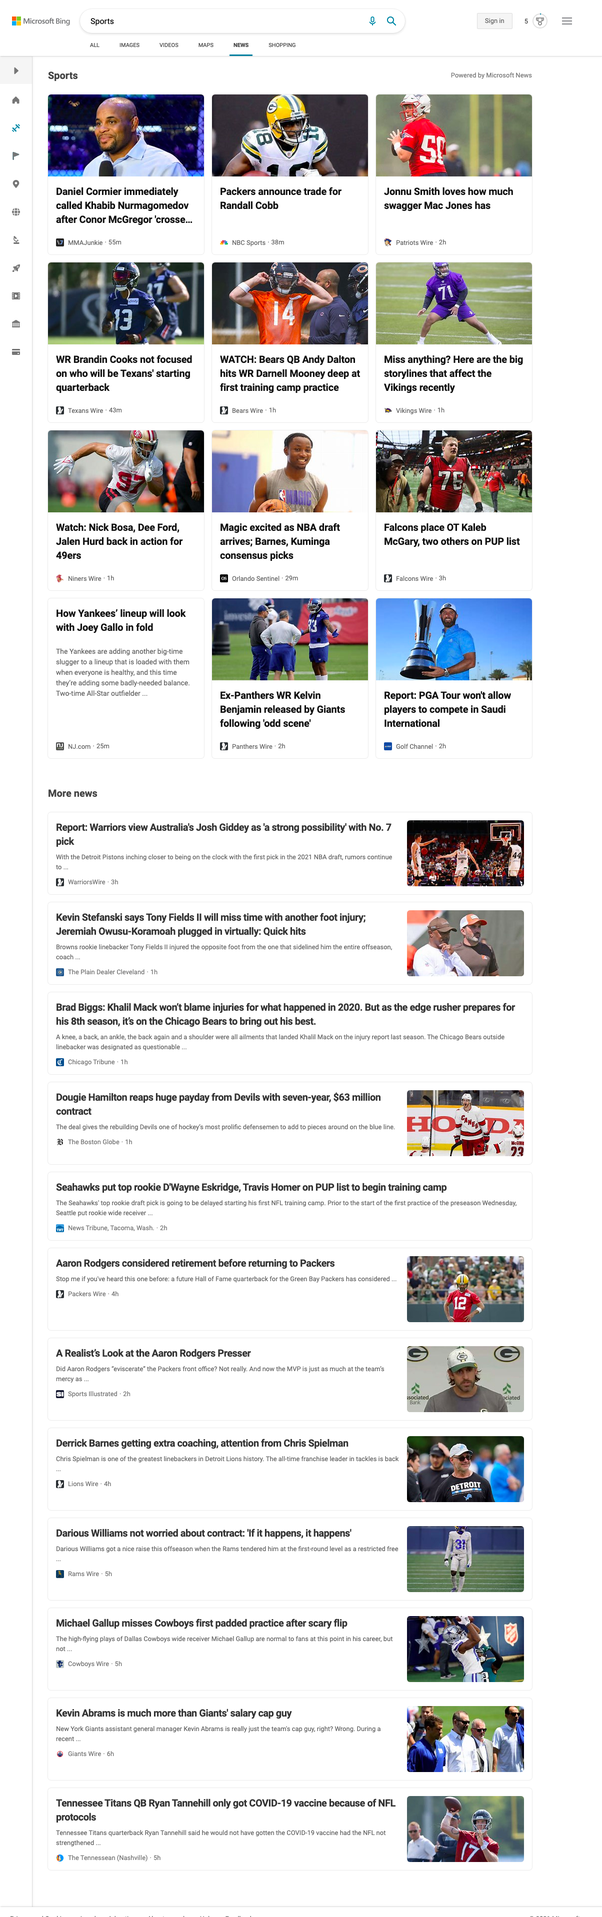 Microsoft Bing
Sports
Sign in
5
ALL IMAGES VIDEOS MAPS NEWS SHOPPING
Sports
Powered by Microsoft News
Daniel Cormier immediately
called Khabib Nurmagomedov
after Conor McGregor 'crosse...
MMAJunkie · 55m
Packers announce trade for
Randall Cobb
NBC Sports · 38m
Jonnu Smith loves how much
swagger Mac Jones has
Patriots Wire · 2h
WR Brandin Cooks not focused
on who will be Texans' starting
quarterback
Texans Wire · 43m
WATCH: Bears QB Andy Dalton
hits WR Darnell Mooney deep at
first training camp practice
Bears Wire · 1h
Miss anything? Here are the big
storylines that affect the
Vikings recently
Vikings Wire · 1h
Watch: Nick Bosa, Dee Ford,
Jalen Hurd back in action for
49ers
Niners Wire · 1h
Magic excited as NBA draft
arrives; Barnes, Kuminga
consensus picks
Orlando Sentinel · 29m
Falcons place OT Kaleb
McGary, two others on PUP list
Falcons Wire · 3h
How Yankees' lineup will look
with Joey Gallo in fold
The Yankees are adding another big-time
slugger to a lineup that is loaded with them
when everyone is healthy, and this time
they're adding some badly-needed balance.
Two-time All-Star outfielder ...
NJ.com · 25m
Ex-Panthers WR Kelvin
Benjamin released by Giants
following 'odd scene'
Panthers Wire · 2h
Report: PGA Tour won't allow
players to compete in Saudi
International
Golf Channel · 2h
More news
Report: Warriors view Australia's Josh Giddey as 'a strong possibility' with No. 7
pick
With the Detroit Pistons inching closer to being on the clock with the first pick in the 2021 NBA draft, rumors continue
to ...
WarriorsWire · 3h
Kevin Stefanski says Tony Fields II will miss time with another foot injury;
Jeremiah Owusu-Koramoah plugged in virtually: Quick hits
Browns rookie linebacker Tony Fields II injured the opposite foot from the one that sidelined him the entire offseason,
coach ...
The Plain Dealer Cleveland · 1h
Brad Biggs: Khalil Mack won't blame injuries for what happened in 2020. But as the edge rusher prepares for
his 8th season, it's on the Chicago Bears to bring out his best.
A knee, a back, an ankle, the back again and a shoulder were all ailments that landed Khalil Mack on the injury report last season. The Chicago Bears outside
linebacker was designated as questionable ...
Chicago Tribune · 1h
Dougie Hamilton reaps huge payday from Devils with seven-year, $63 million
contract
The deal gives the rebuilding Devils one of hockey's most prolific defensemen to add to pieces around on the blue line.
The Boston Globe · 1h
Seahawks put top rookie D'Wayne Eskridge, Travis Homer on PUP list to begin training camp
The Seahawks' top rookie draft pick is going to be delayed starting his first NFL training camp. Prior to the start of the first practice of the preseason Wednesday,
Seattle put rookie wide receiver ...
News Tribune, Tacoma, Wash. · 2h
Aaron Rodgers considered retirement before returning to Packers
Stop me if you've heard this one before: a future Hall of Fame quarterback for the Green Bay Packers has considered ...
Packers Wire · 4h
A Realist's Look at the Aaron Rodgers Presser
Did Aaron Rodgers "eviscerate" the Packers front office? Not really. And now the MVP is just as much at the team's
mercy as ...
Sports Illustrated · 2h
Derrick Barnes getting extra coaching, attention from Chris Spielman
Chris Spielman is one of the greatest linebackers in Detroit Lions history. The all-time franchise leader in tackles is back
...
Lions Wire · 4h
DETROIT
Darious Williams not worried about contract: 'If it happens, it happens'
Darious Williams got a nice raise this offseason when the Rams tendered him at the first-round level as a restricted free
...
Rams Wire · 5h
Michael Gallup misses Cowboys first padded practice after scary flip
The high-flying plays of Dallas Cowboys wide receiver Michael Gallup are normal to fans at this point in his career, but
not ...
Cowboys Wire · 5h
Kevin Abrams is much more than Giants' salary cap guy
New York Giants assistant general manager Kevin Abrams is really just the team's cap guy, right? Wrong. During a
recent ...
Giants Wire · 6h
Tennessee Titans QB Ryan Tannehill only got COVID-19 vaccine because of NFL
protocols
Tennessee Titans quarterback Ryan Tannehill said he would not have gotten the COVID-19 vaccine had the NFL not
strengthened ...
The Tennessean (Nashville) · 5h